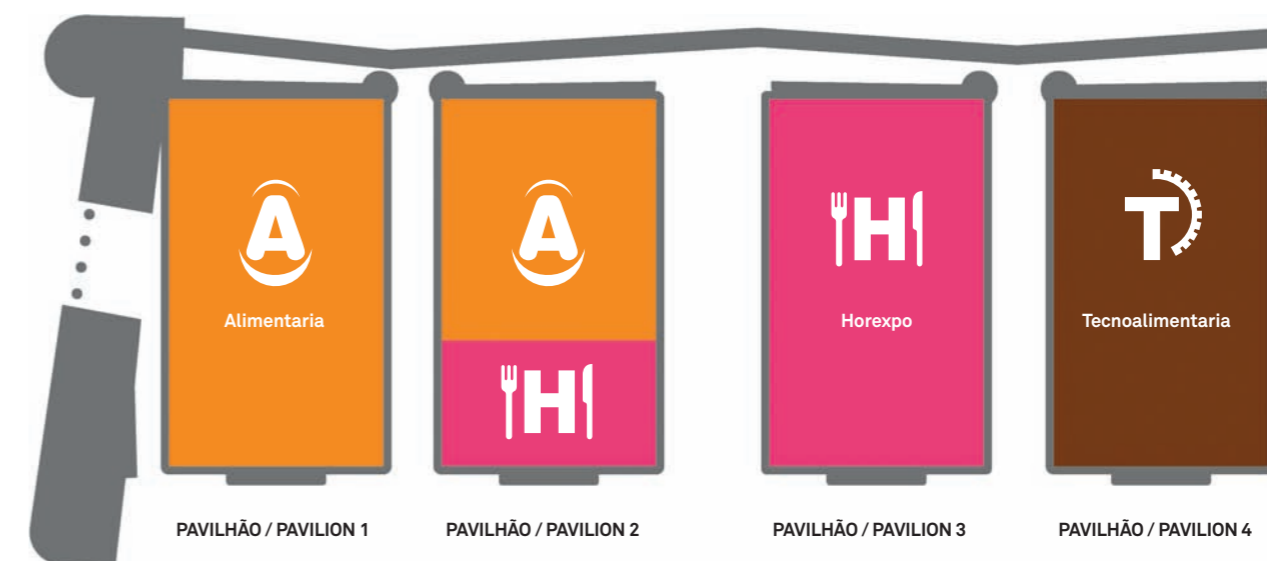 A
Alimentaria
A
H
H
Horexpo
T
Tecnoalimentaria
PAVILHÃO / PAVILION 1
PAVILHÃO / PAVILION 2
PAVILHÃO / PAVILION 3
PAVILHÃO / PAVILION 4